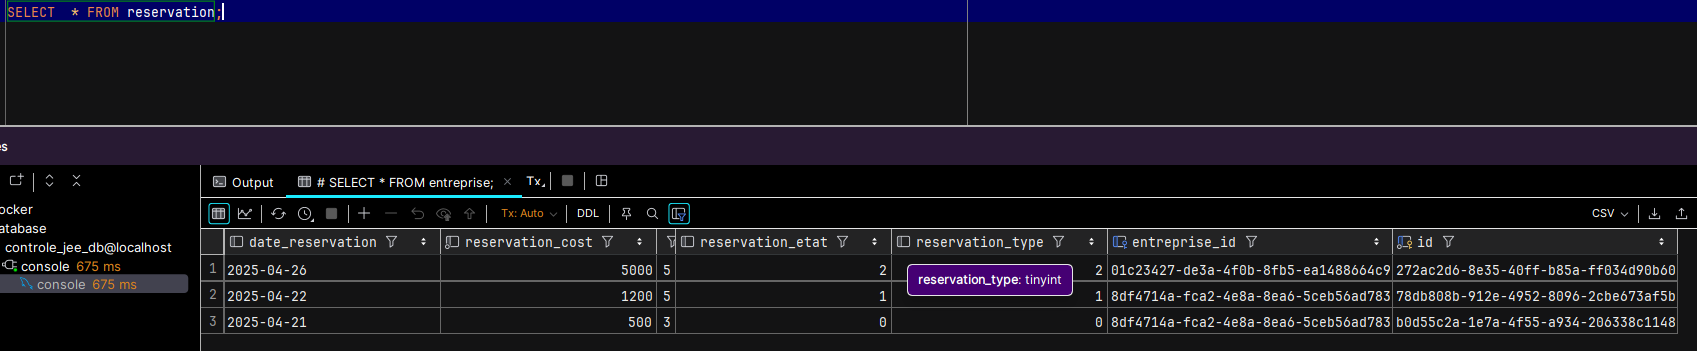 SELECT  * FROM reservation;
es
Output # SELECT * FROM entreprise; × Tx
Tx: Auto DDL CSV
ocker
atabase
controle_jee_db@localhost
console 675 ms
console 675 ms
date_reservation reservation_cost reservation_etat reservation_type entreprise_id id
1 2025-04-26 5000 5 2 2 01c23427-de3a-4f0b-8fb5-ea1488664c9 272ac2d6-8e35-40ff-b85a-ff034d90b60
reservation_type: tinyint
2 2025-04-22 1200 5 1 1 8df4714a-fca2-4e8a-8ea6-5ceb56ad783 78db808b-912e-4952-8096-2cbe673af5b
3 2025-04-21 500 3 0 0 8df4714a-fca2-4e8a-8ea6-5ceb56ad783 b0d55c2a-1e7a-4f55-a934-206338c1148